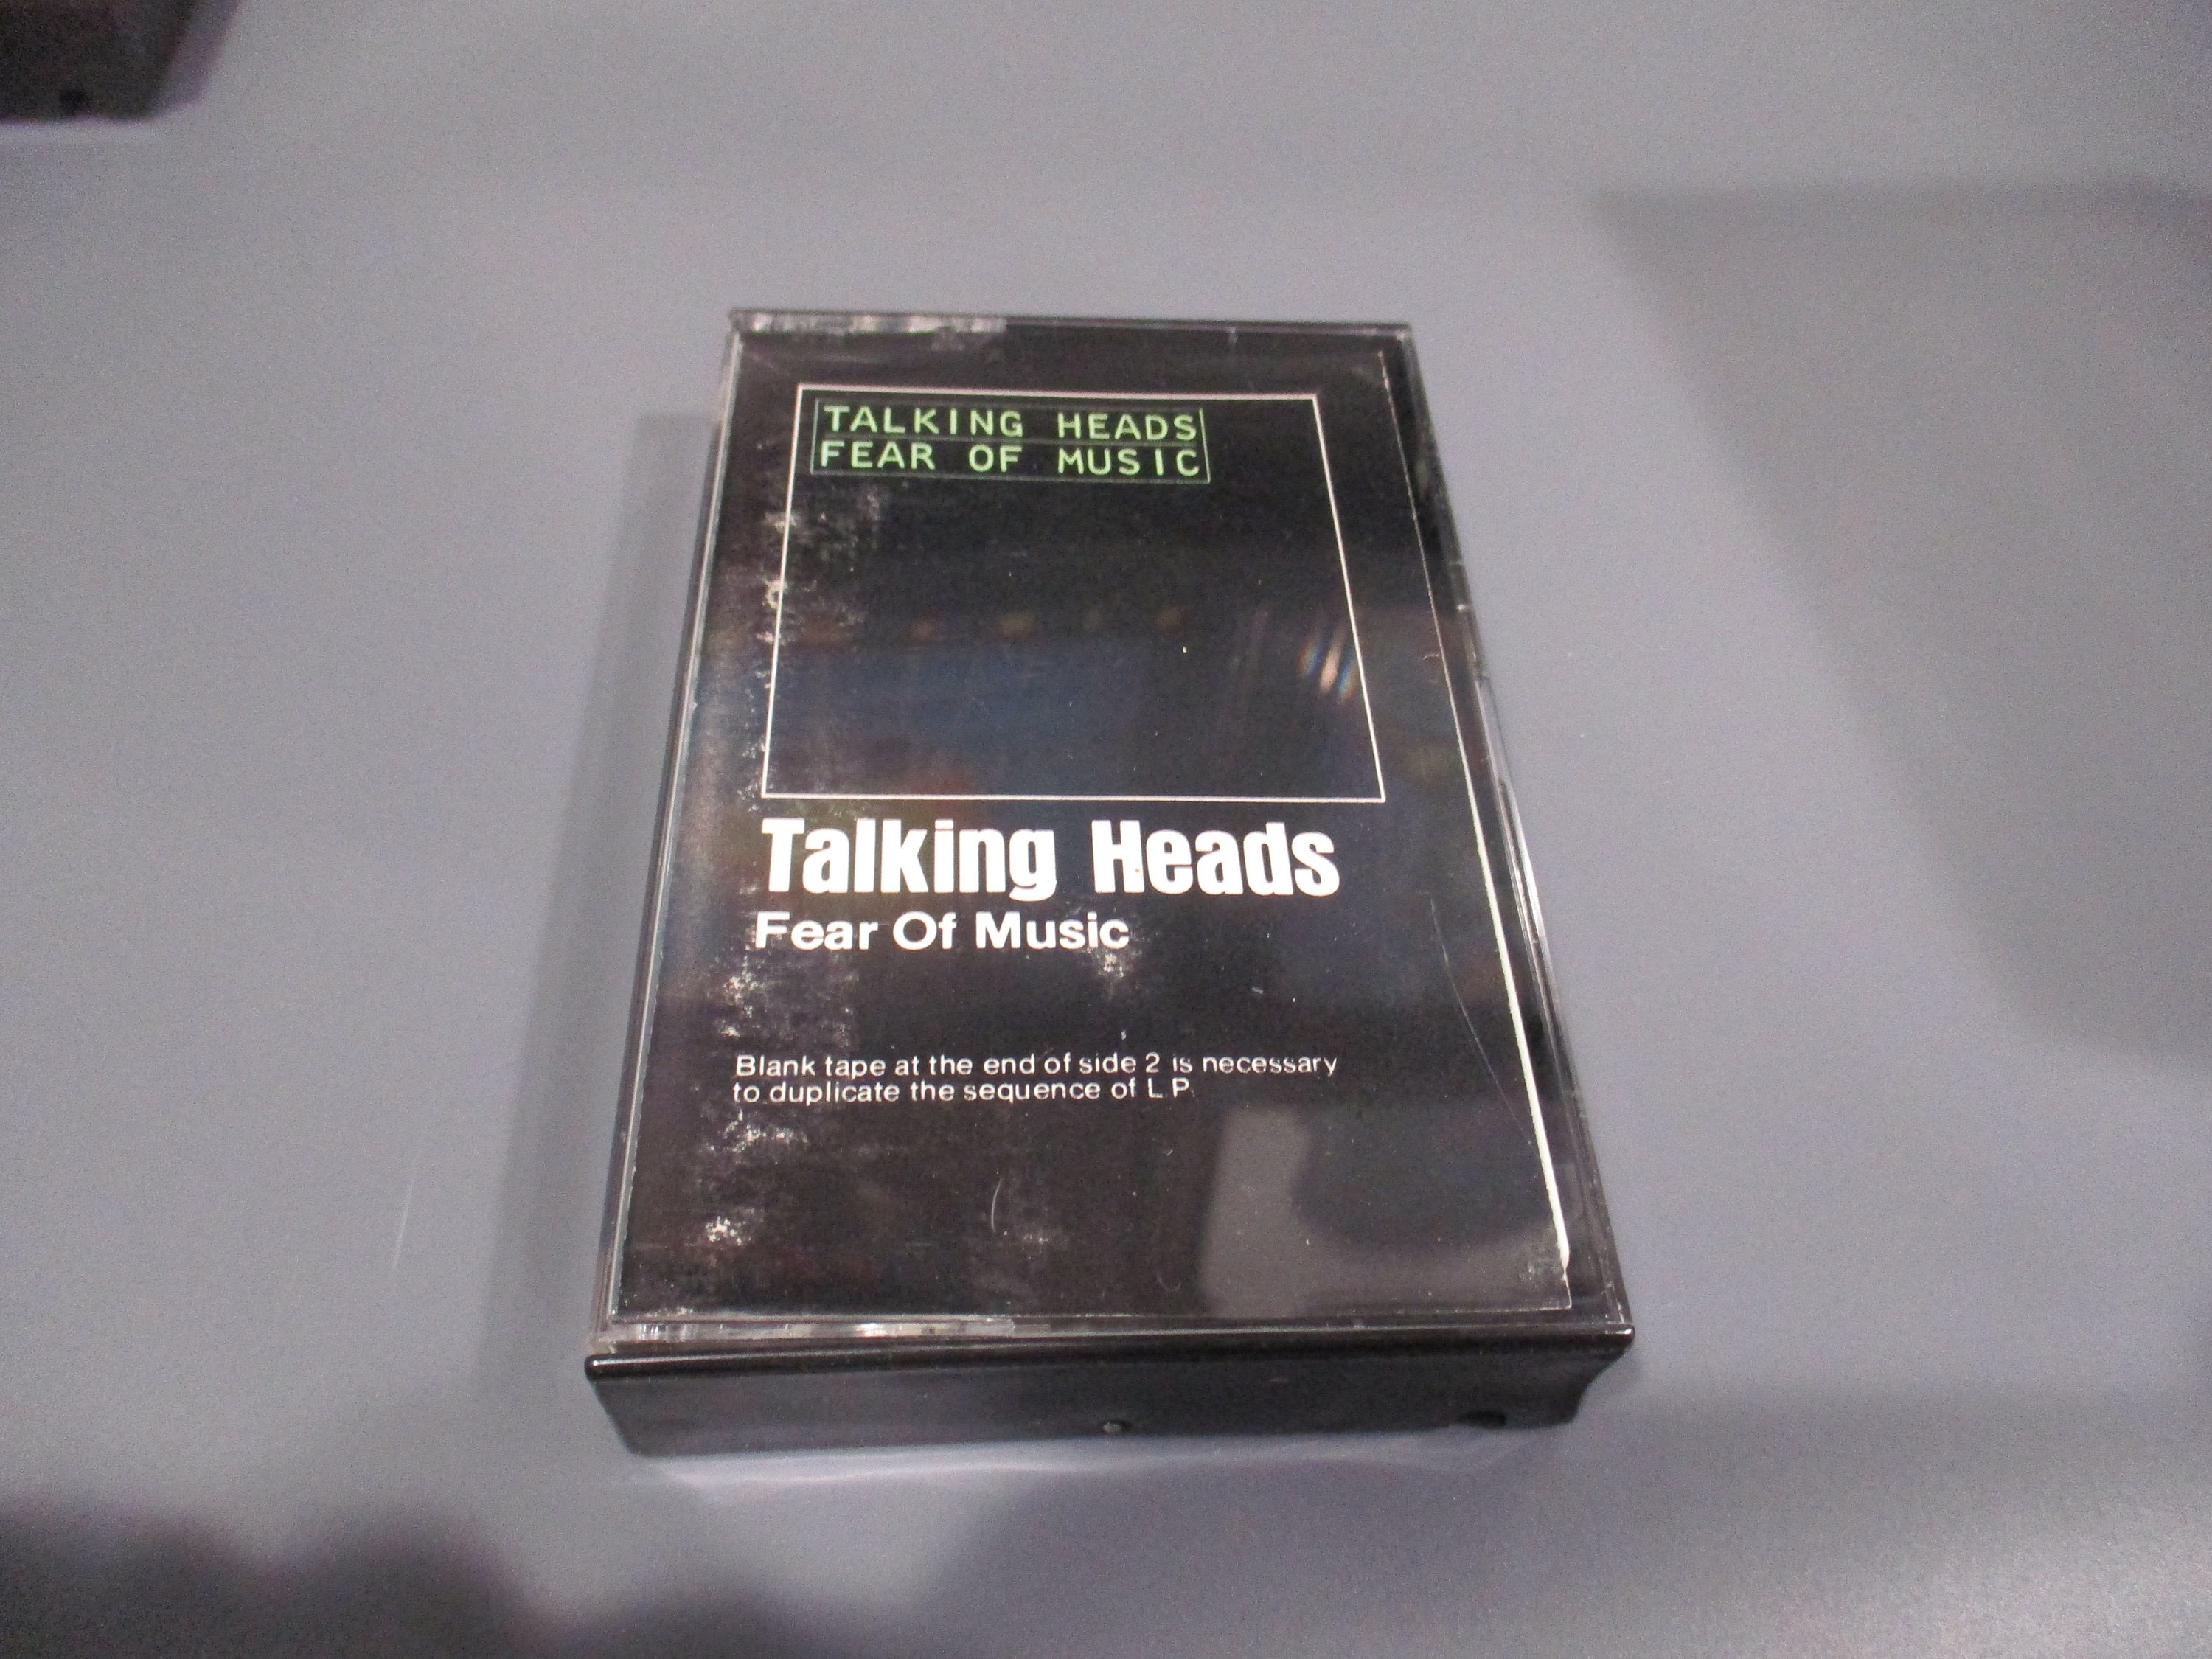 TALKING HEADS
FEAR OF MUSIC
Talking Heads
Fear Of Music
Blank tape at the end of side 2 is necessary
to duplicate the sequence of L.P.